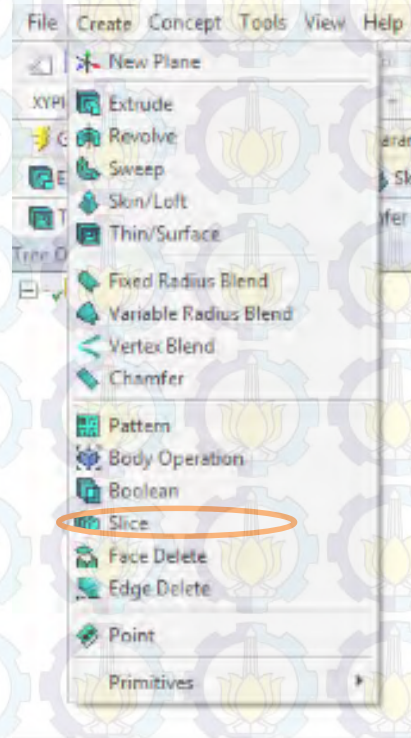 File Create Concept Tools View Help
New Plane
XYPl
Extrude
Revolve
Sweep
Skin/Loft
Thin/Surface
Fixed Radius Blend
Variable Radius Blend
Vertex Blend
Chamfer
Pattern
Body Operation
Boolean
Slice
Face Delete
Edge Delete
Point
Primitives